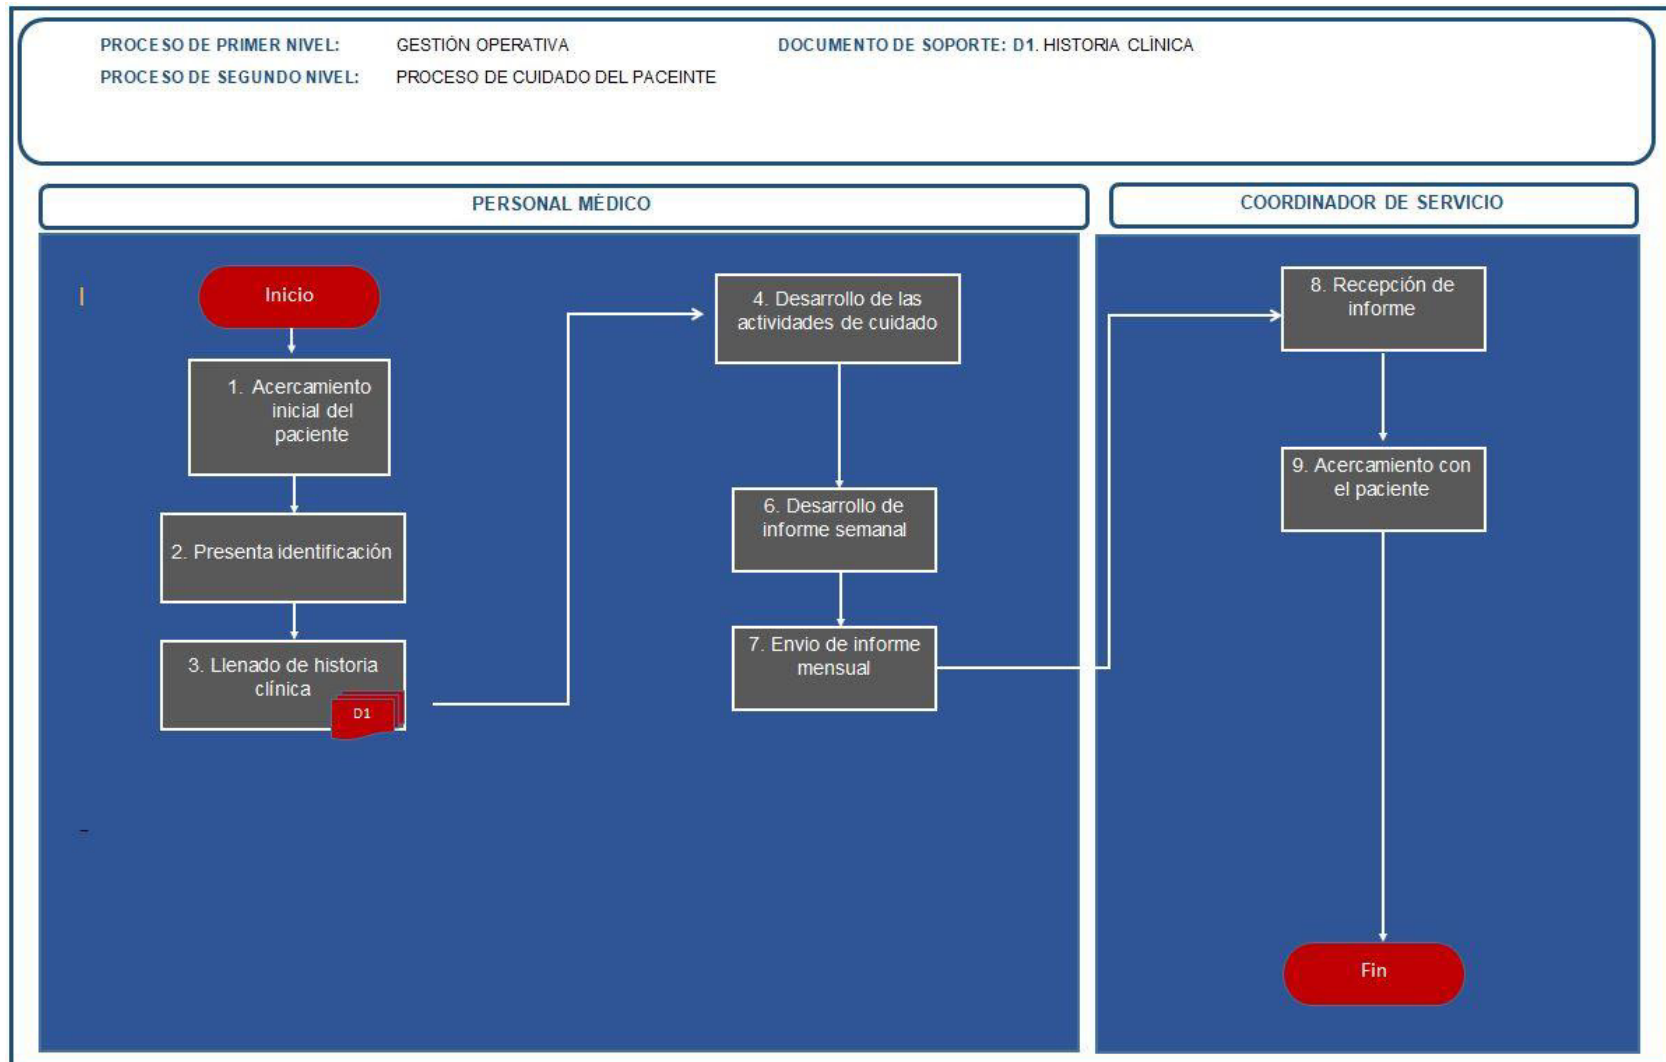 PROCESO DE PRIMER NIVEL: GESTIÓN OPERATIVA DOCUMENTO DE SOPORTE: D1. HISTORIA CLÍNICA
PROCESO DE SEGUNDO NIVEL: PROCESO DE CUIDADO DEL PACEINTE
PERSONAL MÉDICO
COORDINADOR DE SERVICIO
Inicio
1. Acercamiento
inicial del
paciente
2. Presenta identificación
3. Llenado de historia
clínica
D1
4. Desarrollo de las
actividades de cuidado
6. Desarrollo de
informe semanal
7. Envio de informe
mensual
8. Recepción de
informe
9. Acercamiento con
el paciente
Fin